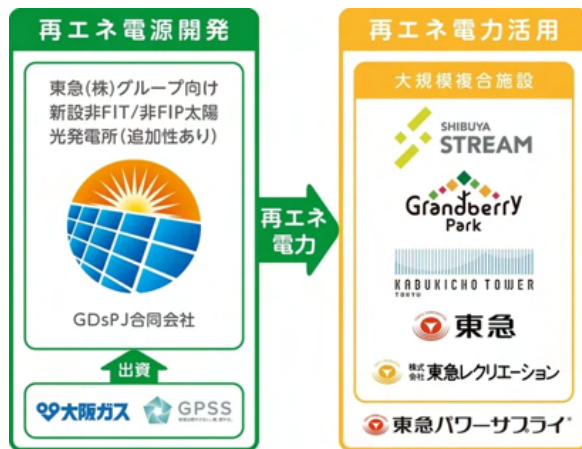 再エネ電源開発
東急(株)グループ向け
新設非FIT/非FIP太陽
光発電所(追加性あり)
GDsPJ合同会社
出資
大阪ガス
GPSS
再エネ
電力
再エネ電力活用
大規模複合施設
SHIBUYA
STREAM
Grandberry
Park
KABUKICHO TOWER
TOKYU
東急
株式
会社 東急レクリエーション
東急パワーサプライ